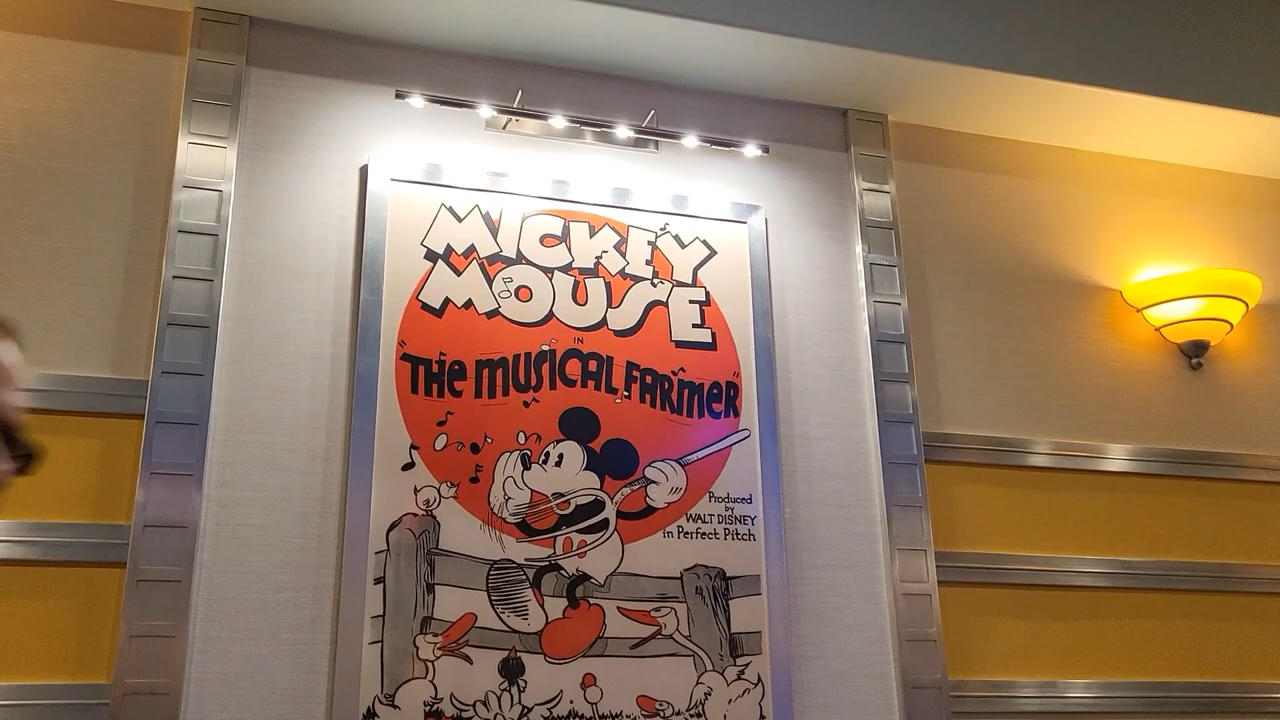 MICKEY
MOUSE
IN
"THE MUSICAL FARMER"
Produced
by
WALT DISNEY
in Perfect Pitch